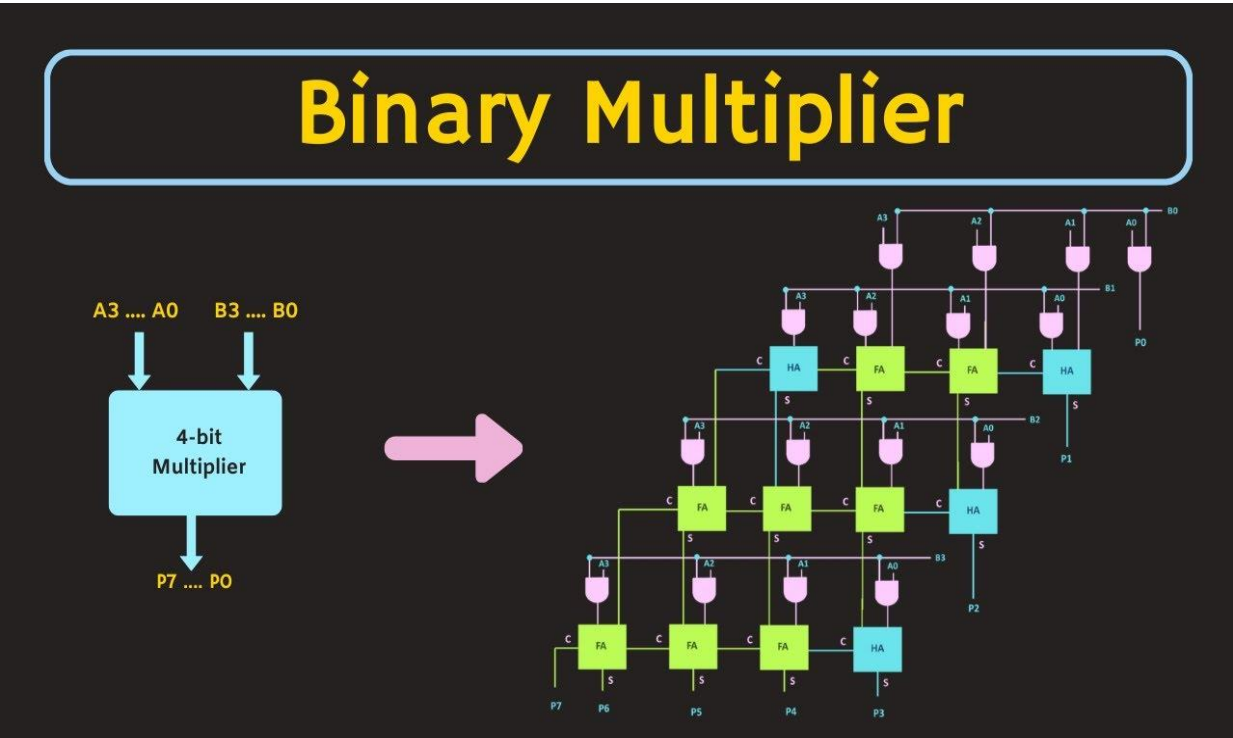 Binary Multiplier
A3 .... A0 B3 .... B0
4-bit
Multiplier
P7 .... P0
A3 A2 A1 A0 B0
B1
A3 A2 A1 A0
P0
C HA FA FA C HA
S S
B2
A3 A2 A1 A0
P1
C FA C FA FA C HA
S S S
B3
A3 A2 A1 A0
P2
C FA C FA C FA C HA
S S S S
P7 P6 P5 P4 P3